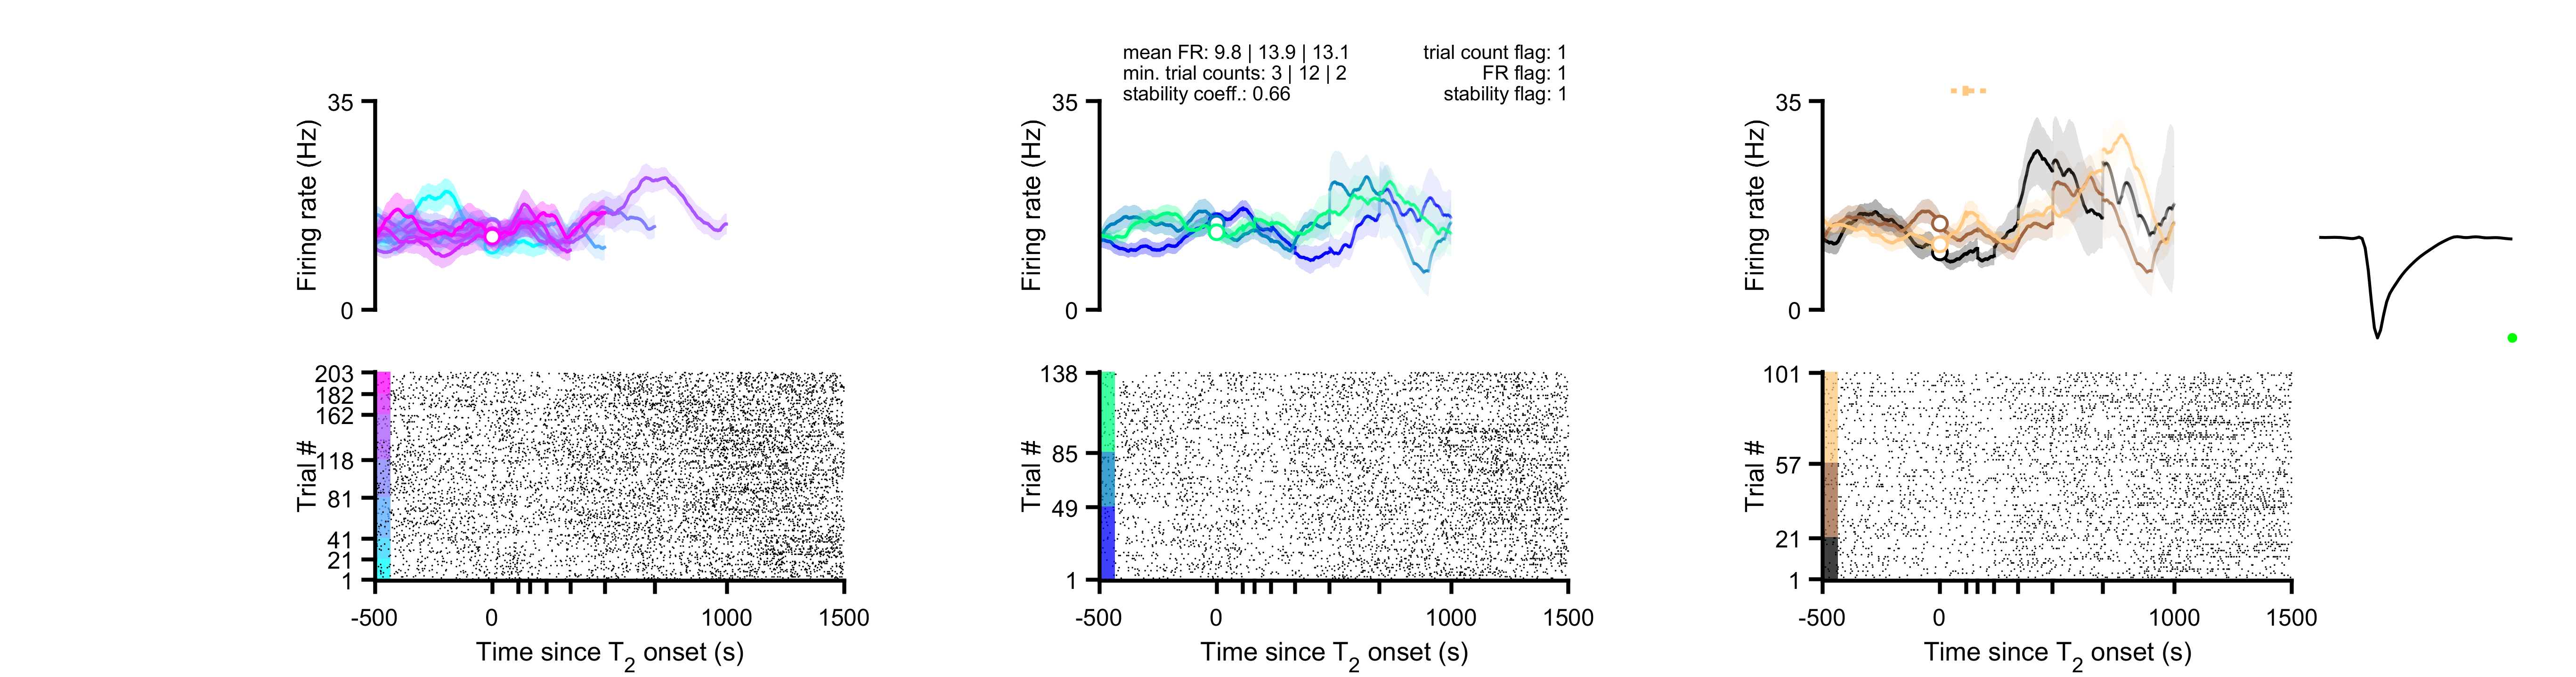 mean FR: 9.8 | 13.9 | 13.1
min. trial counts: 3 | 12 | 2
stability coeff.: 0.66
trial count flag: 1
FR flag: 1
stability flag: 1
35
Firing rate (Hz)
0
35
Firing rate (Hz)
0
35
Firing rate (Hz)
0
203
182
162
118
81
41
21
1
Trial #
-500
0
1000
1500
Time since T2 onset (s)
138
85
49
1
Trial #
-500
0
1000
1500
Time since T2 onset (s)
101
57
21
1
Trial #
-500
0
1000
1500
Time since T2 onset (s)